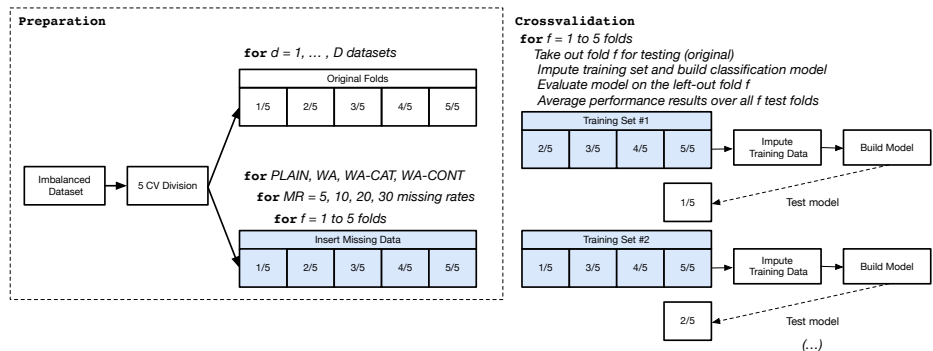 Preparation
for d = 1, … , D datasets
Original Folds
1/5 2/5 3/5 4/5 5/5
Imbalanced
Dataset
5 CV Division
for PLAIN, WA, WA-CAT, WA-CONT
for MR = 5, 10, 20, 30 missing rates
for f = 1 to 5 folds
Insert Missing Data
1/5 2/5 3/5 4/5 5/5
Crossvalidation
for f = 1 to 5 folds
Take out fold f for testing (original)
Impute training set and build classification model
Evaluate model on the left-out fold f
Average performance results over all f test folds
Training Set #1
2/5 3/5 4/5 5/5
Impute
Training Data
Build Model
1/5
Test model
Training Set #2
1/5 3/5 4/5 5/5
Impute
Training Data
Build Model
2/5
Test model
(…)